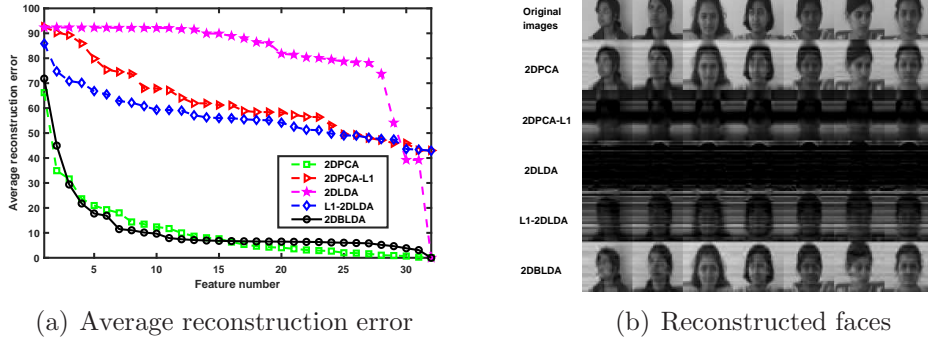 100
90
80
70
60
50
40
30
20
10
0
Average reconstruction error
5 10 15 20 25 30
Feature number
2DPCA
2DPCA-L1
2DLDA
L1-2DLDA
2DBLDA
(a) Average reconstruction error
Original
images
2DPCA
2DPCA-L1
2DLDA
L1-2DLDA
2DBLDA
(b) Reconstructed faces